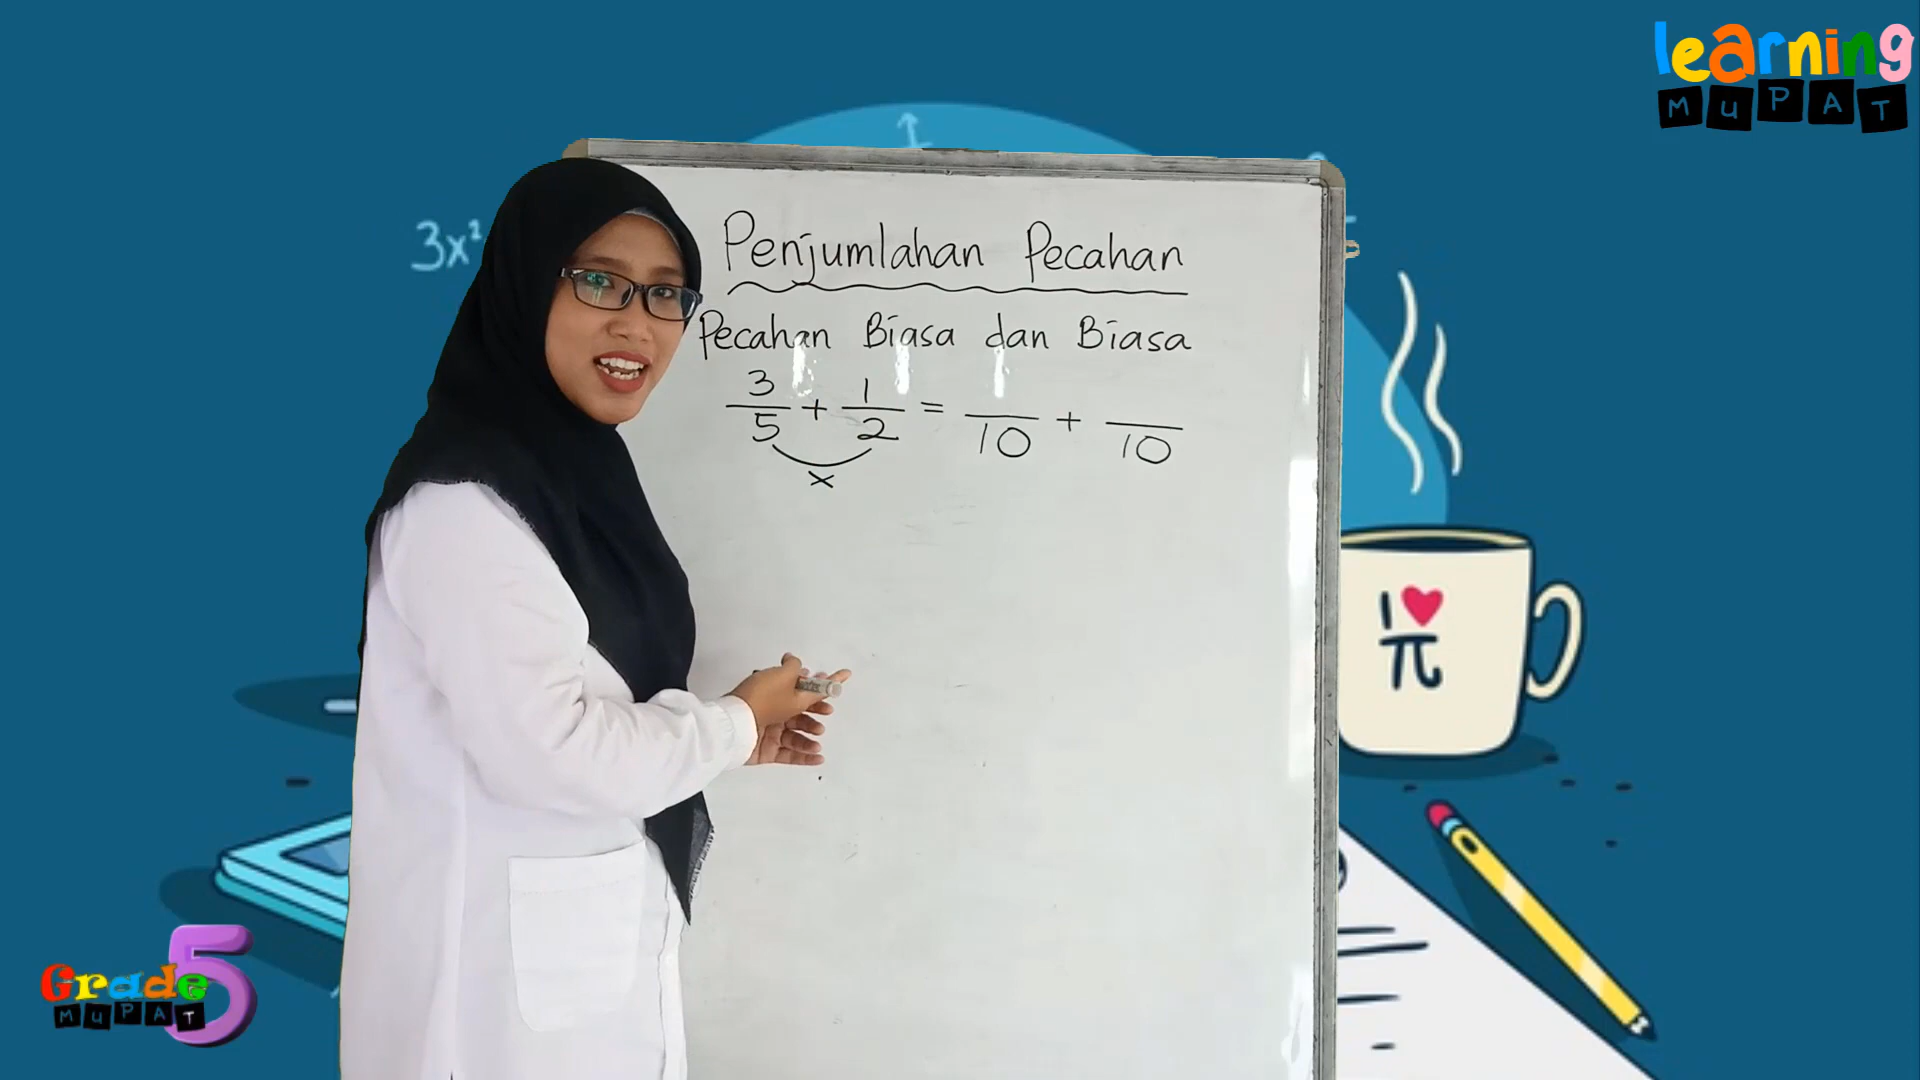 learning
MUPAT
3x²
Penjumlahan Pecahan
Pecahan Biasa dan Biasa
3/5 + 1/2 = /10 + /10
x
I ♥ π
Grade 5
MUPAT